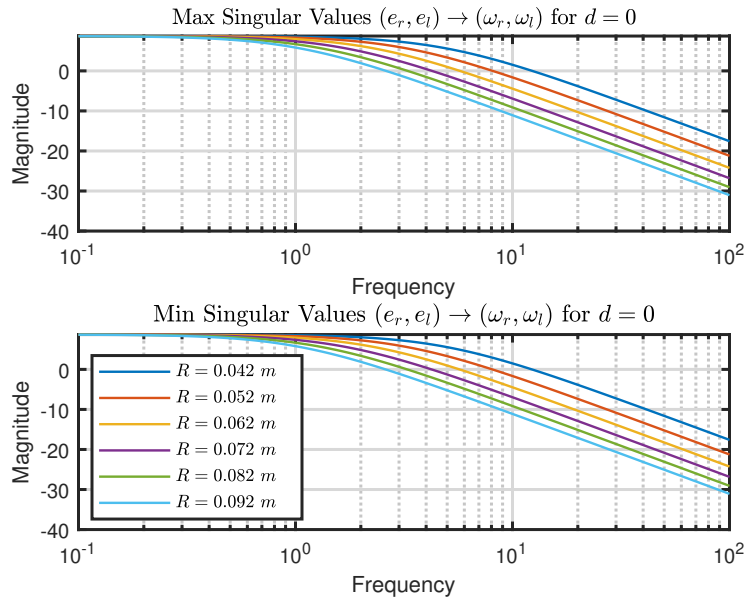 Max Singular Values (e_r, e_l) → (ω_r, ω_l) for d = 0
0
-10
-20
-30
-40
Magnitude
10^-1
10^0
10^1
10^2
Frequency
Min Singular Values (e_r, e_l) → (ω_r, ω_l) for d = 0
0
-10
-20
-30
-40
Magnitude
R = 0.042 m
R = 0.052 m
R = 0.062 m
R = 0.072 m
R = 0.082 m
R = 0.092 m
10^-1
10^0
10^1
10^2
Frequency